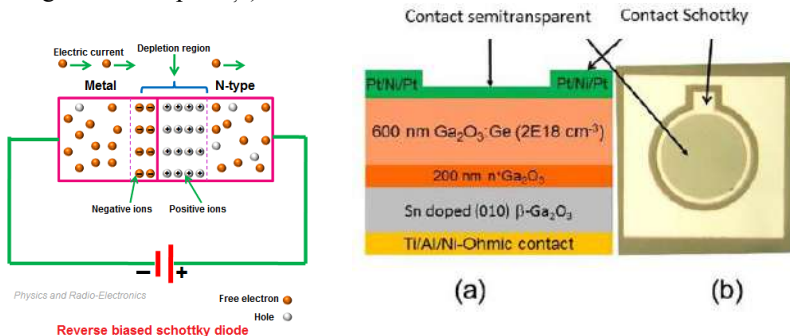 Electric current
Depletion region
Metal
N-type
Negative ions
Positive ions
Physics and Radio-Electronics
Free electron
Hole
Reverse biased schottky diode
Contact semitransparent
Contact Schottky
Pt/Ni/Pt
Pt/Ni/Pt
600 nm Ga₂O₃:Ge (2E18 cm⁻³)
200 nm n⁺Ga₂O₃
Sn doped (010) β-Ga₂O₃
Ti/Al/Ni-Ohmic contact
(a)
(b)